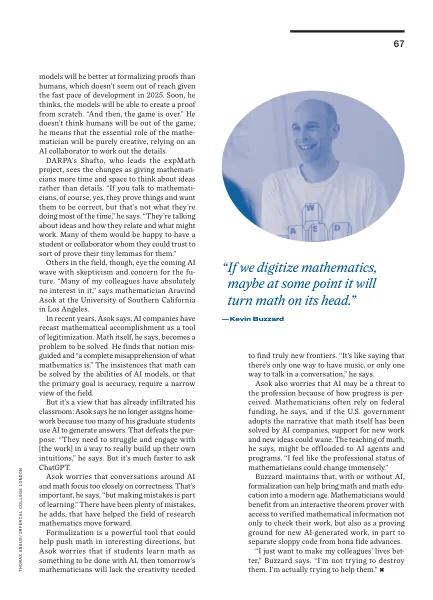 67
models will be better at formalizing proofs than
humans, which doesn't seem out of reach given
the fast pace of development in 2025. Soon, he
thinks, the models will be able to create a proof
from scratch. "And then, the game is over." He
doesn't think humans will be out of the game;
he means that the essential role of the mathe-
matician will be purely creative, relying on an
AI collaborator to work out the details.
DARPA's Shafto, who leads the expMath
project, sees the changes as giving mathemati-
cians more time and space to think about ideas
rather than details. "If you talk to mathemati-
cians, of course, yes, they prove things and want
them to be correct, but that's not what they're
doing most of the time," he says. "They're talking
about ideas and how they relate and what might
work. Many of them would be happy to have a
student or collaborator whom they could trust to
sort of prove their tiny lemmas for them."
Others in the field, though, eye the coming AI
wave with skepticism and concern for the fu-
ture. "Many of my colleagues have absolutely
no interest in it," says mathematician Aravind
Asok at the University of Southern California
in Los Angeles.
In recent years, Asok says, AI companies have
recast mathematical accomplishment as a tool
of legitimization. Math itself, he says, becomes a
problem to be solved. He finds that notion mis-
guided and "a complete misapprehension of what
mathematics is." The insistences that math can
be solved by the abilities of AI models, or that
the primary goal is accuracy, require a narrow
view of the field.
But it's a view that has already infiltrated his
classroom: Asok says he no longer assigns home-
work because too many of his graduate students
use AI to generate answers. That defeats the pur-
pose. "They need to struggle and engage with
[the work] in a way to really build up their own
intuitions," he says. But it's much faster to ask
ChatGPT.
Asok worries that conversations around AI
and math focus too closely on correctness. That's
important, he says, "but making mistakes is part
of learning." There have been plenty of mistakes,
he adds, that have helped the field of research
mathematics move forward.
Formalization is a powerful tool that could
help push math in interesting directions, but
Asok worries that if students learn math as
something to be done with AI, then tomorrow's
mathematicians will lack the creativity needed
W
A E D
"If we digitize mathematics,
maybe at some point it will
turn math on its head."
—Kevin Buzzard
to find truly new frontiers. "It's like saying that
there's only one way to have music, or only one
way to talk in a conversation," he says.
Asok also worries that AI may be a threat to
the profession because of how progress is per-
ceived. Mathematicians often rely on federal
funding, he says, and if the U.S. government
adopts the narrative that math itself has been
solved by AI companies, support for new work
and new ideas could wane. The teaching of math,
he says, might be offloaded to AI agents and
programs. "I feel like the professional status of
mathematicians could change immensely."
Buzzard maintains that, with or without AI,
formalization can help bring math and math edu-
cation into a modern age. Mathematicians would
benefit from an interactive theorem prover with
access to verified mathematical information not
only to check their work, but also as a proving
ground for new AI-generated work, in part to
separate sloppy code from bona fide advances.
"I just want to make my colleagues' lives bet-
ter," Buzzard says. "I'm not trying to destroy
them. I'm actually trying to help them." ✖
THOMAS ANGUS/IMPERIAL COLLEGE LONDON